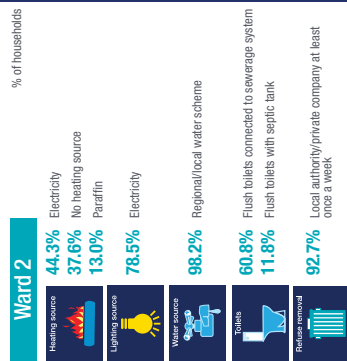 % of households
Ward 2
Heating source
44.3% Electricity
37.6% No heating source
13.0% Paraffin
Lighting source
78.5% Electricity
Water source
98.2% Regional/local water scheme
Toilets
60.8% Flush toilets connected to sewerage system
11.8% Flush toilets with septic tank
Refuse removal
92.7% Local authority/private company at least
once a week